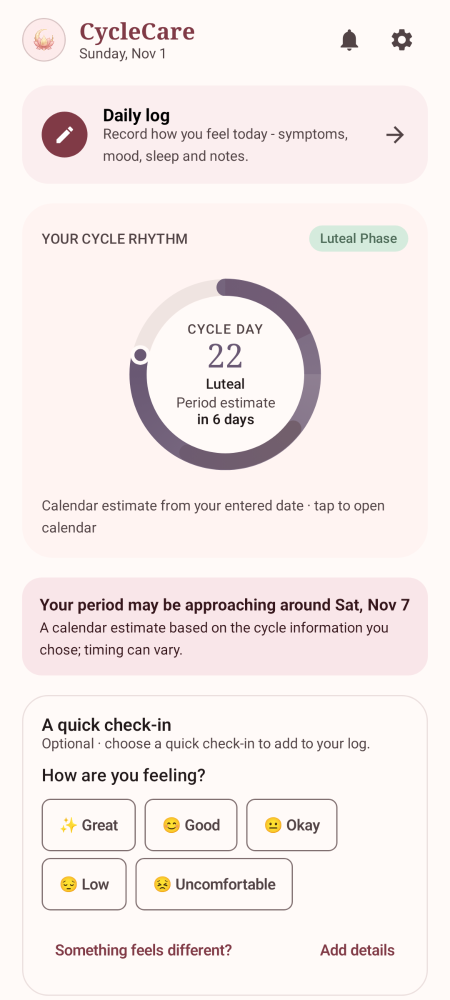 CycleCare
Sunday, Nov 1
Daily log
Record how you feel today - symptoms,
mood, sleep and notes.
YOUR CYCLE RHYTHM
Luteal Phase
CYCLE DAY
22
Luteal
Period estimate
in 6 days
Calendar estimate from your entered date · tap to open
calendar
Your period may be approaching around Sat, Nov 7
A calendar estimate based on the cycle information you
chose; timing can vary.
A quick check-in
Optional · choose a quick check-in to add to your log.
How are you feeling?
✨ Great
😊 Good
😐 Okay
😔 Low
😣 Uncomfortable
Something feels different?
Add details